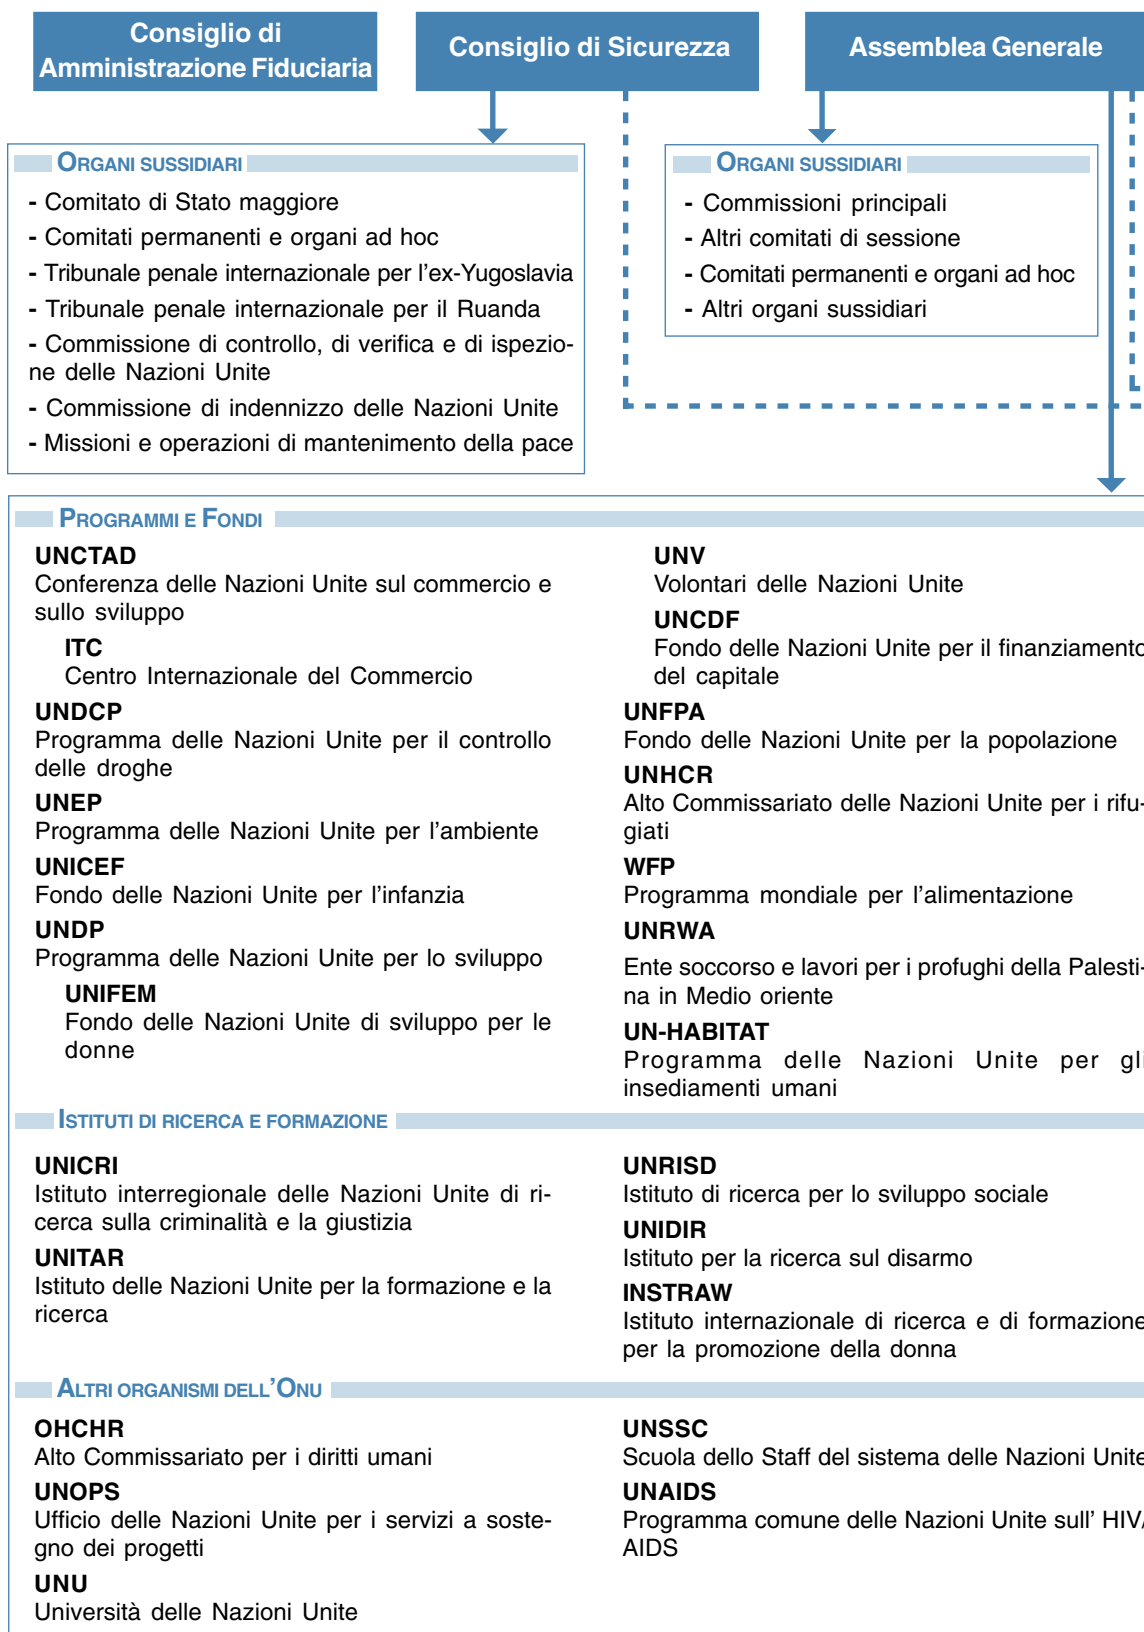 Consiglio di
Amministrazione Fiduciaria
Consiglio di Sicurezza
Assemblea Generale
ORGANI SUSSIDIARI
- Comitato di Stato maggiore
- Comitati permanenti e organi ad hoc
- Tribunale penale internazionale per l'ex-Yugoslavia
- Tribunale penale internazionale per il Ruanda
- Commissione di controllo, di verifica e di ispezio-
ne delle Nazioni Unite
- Commissione di indennizzo delle Nazioni Unite
- Missioni e operazioni di mantenimento della pace
ORGANI SUSSIDIARI
- Commissioni principali
- Altri comitati di sessione
- Comitati permanenti e organi ad hoc
- Altri organi sussidiari
PROGRAMMI E FONDI
UNCTAD
Conferenza delle Nazioni Unite sul commercio e
sullo sviluppo
ITC
Centro Internazionale del Commercio
UNDCP
Programma delle Nazioni Unite per il controllo
delle droghe
UNEP
Programma delle Nazioni Unite per l'ambiente
UNICEF
Fondo delle Nazioni Unite per l'infanzia
UNDP
Programma delle Nazioni Unite per lo sviluppo
UNIFEM
Fondo delle Nazioni Unite di sviluppo per le
donne
UNV
Volontari delle Nazioni Unite
UNCDF
Fondo delle Nazioni Unite per il finanziamento
del capitale
UNFPA
Fondo delle Nazioni Unite per la popolazione
UNHCR
Alto Commissariato delle Nazioni Unite per i rifu-
giati
WFP
Programma mondiale per l'alimentazione
UNRWA
Ente soccorso e lavori per i profughi della Palesti-
na in Medio oriente
UN-HABITAT
Programma delle Nazioni Unite per gli
insediamenti umani
ISTITUTI DI RICERCA E FORMAZIONE
UNICRI
Istituto interregionale delle Nazioni Unite di ri-
cerca sulla criminalità e la giustizia
UNITAR
Istituto delle Nazioni Unite per la formazione e la
ricerca
UNRISD
Istituto di ricerca per lo sviluppo sociale
UNIDIR
Istituto per la ricerca sul disarmo
INSTRAW
Istituto internazionale di ricerca e di formazione
per la promozione della donna
ALTRI ORGANISMI DELL'ONU
OHCHR
Alto Commissariato per i diritti umani
UNOPS
Ufficio delle Nazioni Unite per i servizi a soste-
gno dei progetti
UNU
Università delle Nazioni Unite
UNSSC
Scuola dello Staff del sistema delle Nazioni Unite
UNAIDS
Programma comune delle Nazioni Unite sull' HIV/
AIDS